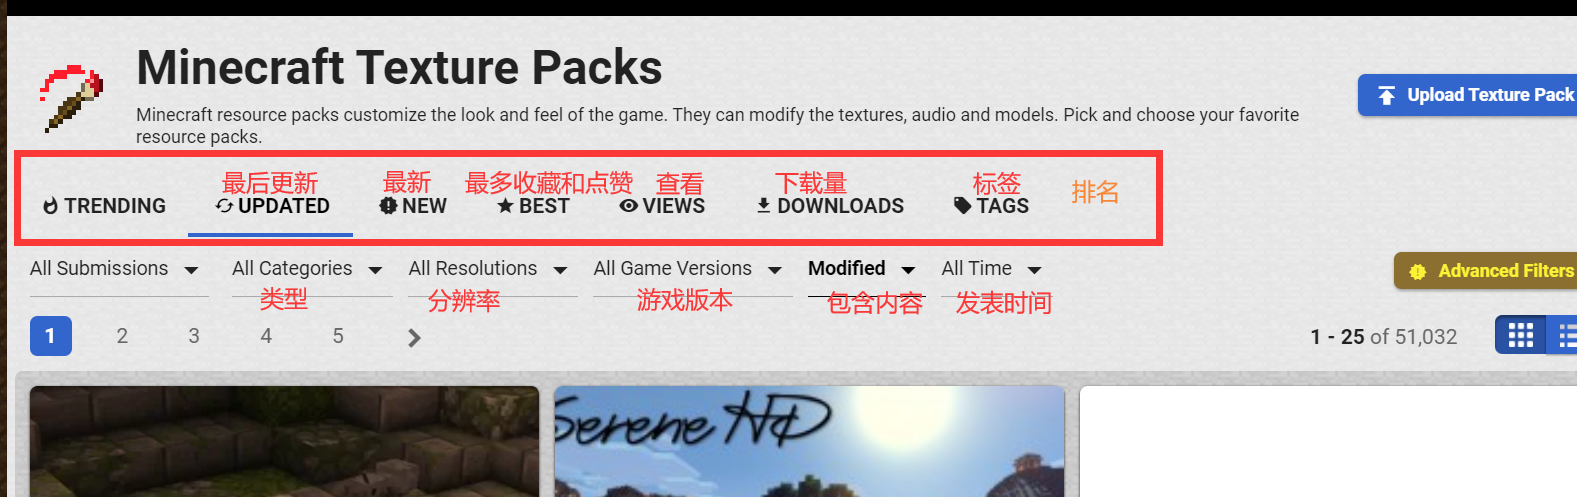 Minecraft Texture Packs
Minecraft resource packs customize the look and feel of the game. They can modify the textures, audio and models. Pick and choose your favorite
resource packs.
Upload Texture Pack
最后更新 最新 最多收藏和点赞 查看 下载量 标签 排名
TRENDING UPDATED NEW BEST VIEWS DOWNLOADS TAGS
All Submissions All Categories All Resolutions All Game Versions Modified All Time
Advanced Filters
类型 分辨率 游戏版本 包含内容 发表时间
1 2 3 4 5
1 - 25 of 51,032
Serene HD